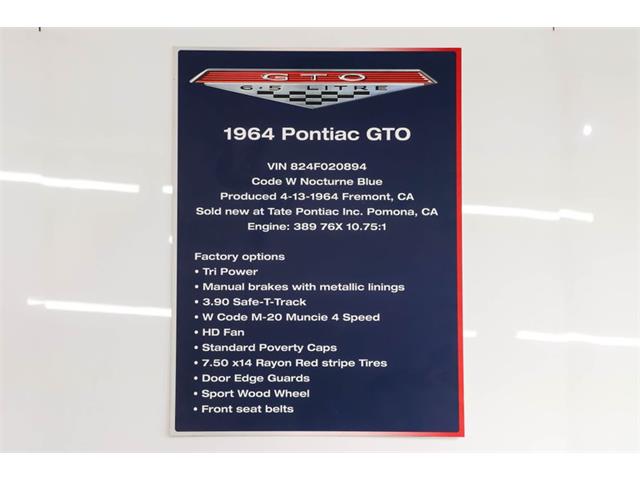 GTO
6.5 LITRE
1964 Pontiac GTO
VIN 824F020894
Code W Nocturne Blue
Produced 4-13-1964 Fremont, CA
Sold new at Tate Pontiac Inc. Pomona, CA
Engine: 389 76X 10.75:1
Factory options
• Tri Power
• Manual brakes with metallic linings
• 3.90 Safe-T-Track
• W Code M-20 Muncie 4 Speed
• HD Fan
• Standard Poverty Caps
• 7.50 x14 Rayon Red stripe Tires
• Door Edge Guards
• Sport Wood Wheel
• Front seat belts